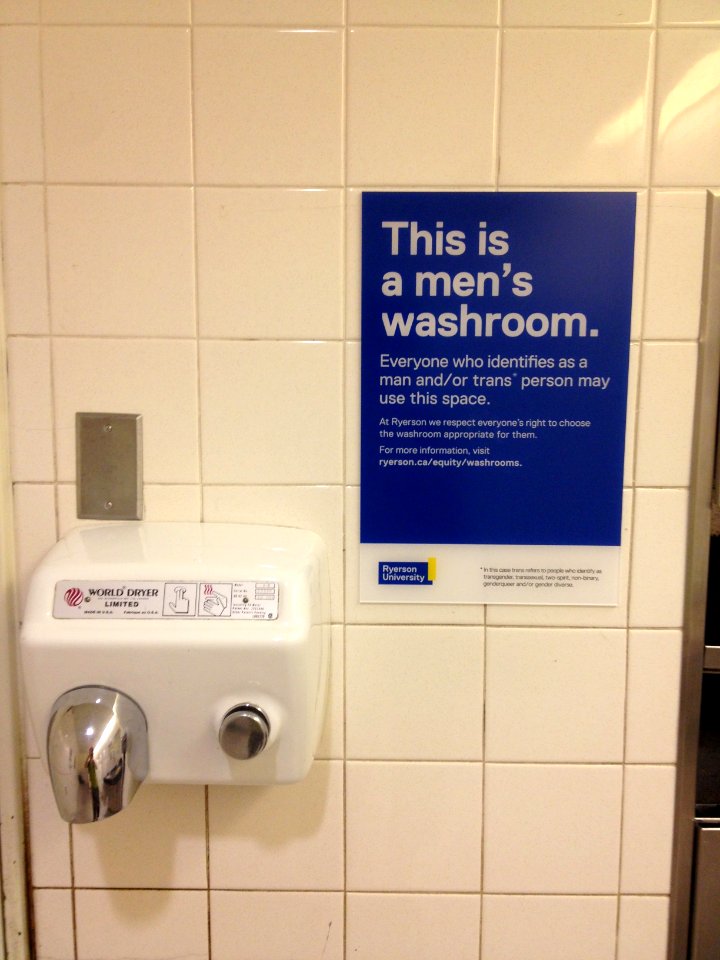 This is
a men's
washroom.
Everyone who identifies as a
man and/or trans* person may
use this space.
At Ryerson we respect everyone's right to choose
the washroom appropriate for them.
For more information, visit
ryerson.ca/equity/washrooms.
Ryerson
University
* In this case trans refers to people who identify as
transgender, transsexual, two-spirit, non-binary,
genderqueer and/or gender diverse.
WORLD DRYER
LIMITED
MADE IN U.S.A.